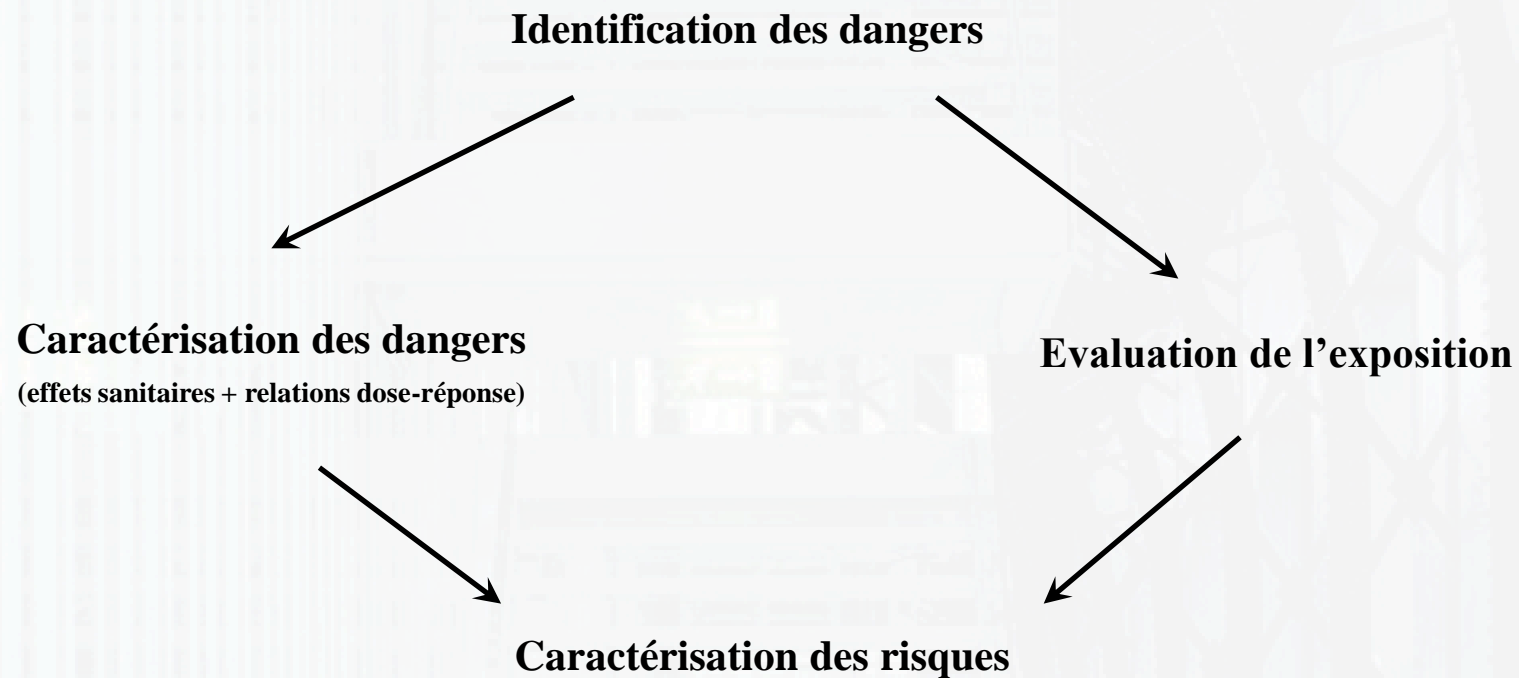 Identification des dangers
Caractérisation des dangers
(effets sanitaires + relations dose-réponse)
Evaluation de l’exposition
Caractérisation des risques